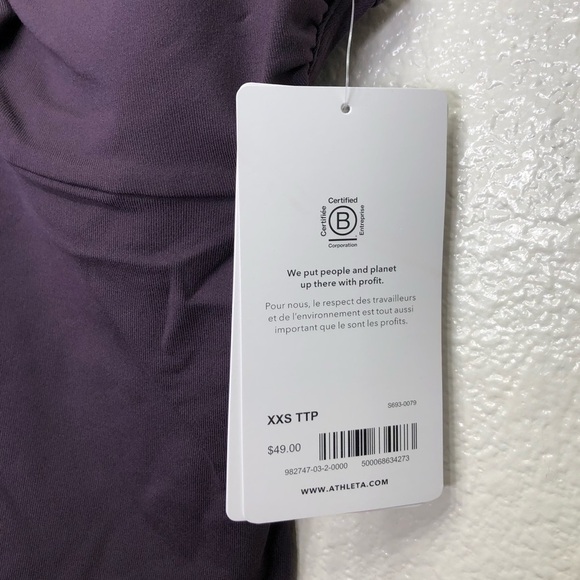 Certified
Certifiée
B
Entreprise
Corporation
We put people and planet
up there with profit.
Pour nous, le respect des travailleurs
et de l'environnement est tout aussi
important que le sont les profits.
S693-0079
XXS TTP
$49.00
982747-03-2-0000 500068634273
WWW.ATHLETA.COM